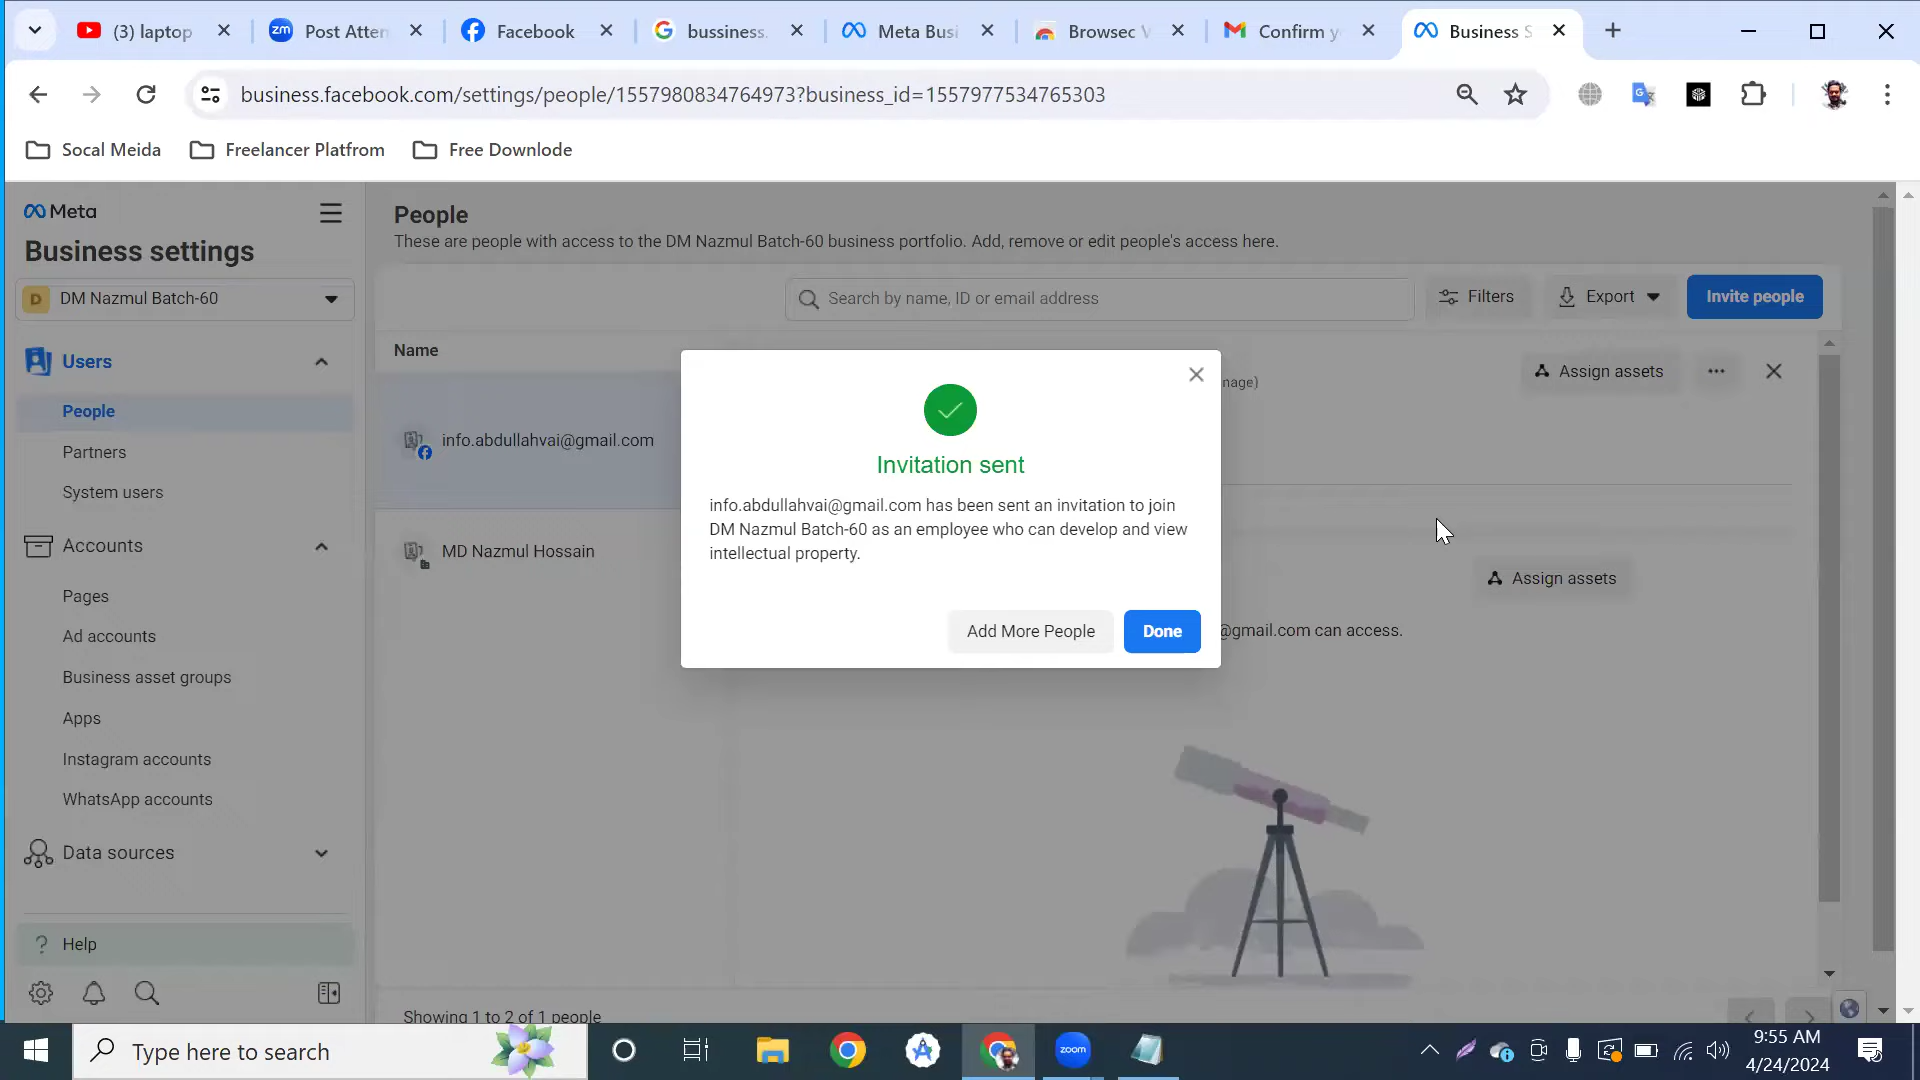 (3) laptop
Post Atten
Facebook
bussiness.
Meta Busi
Browsec V
Confirm y
Business S
business.facebook.com/settings/people/1557980834764973?business_id=1557977534765303
Socal Meida
Freelancer Platfrom
Free Downlode
Meta
Business settings
D DM Nazmul Batch-60
Users
People
Partners
System users
Accounts
Pages
Ad accounts
Business asset groups
Apps
Instagram accounts
WhatsApp accounts
Data sources
? Help
People
These are people with access to the DM Nazmul Batch-60 business portfolio. Add, remove or edit people's access here.
Search by name, ID or email address
Filters
Export
Invite people
Name
info.abdullahvai@gmail.com
MD Nazmul Hossain
nage)
Assign assets
Assign assets
@gmail.com can access.
Invitation sent
info.abdullahvai@gmail.com has been sent an invitation to join
DM Nazmul Batch-60 as an employee who can develop and view
intellectual property.
Add More People
Done
Showing 1 to 2 of 1 people
Type here to search
zoom
9:55 AM
4/24/2024